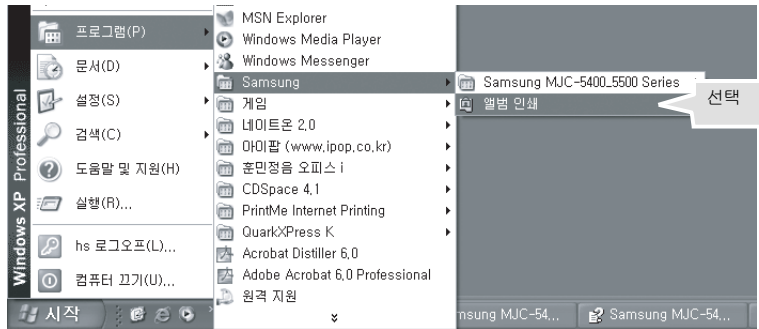 프로그램(P)
문서(D)
설정(S)
검색(C)
도움말 및 지원(H)
실행(R)...
hs 로그오프(L)...
컴퓨터 끄기(U)...
Windows XP Professional
시작
MSN Explorer
Windows Media Player
Windows Messenger
Samsung
게임
네이트온 2.0
아이팝 (www.ipop.co.kr)
훈민정음 오피스 i
CDSpace 4.1
PrintMe Internet Printing
QuarkXPress K
Acrobat Distiller 6.0
Adobe Acrobat 6.0 Professional
원격 지원
Samsung MJC-5400_5500 Series
앨범 인쇄
선택
msung MJC-54...
Samsung MJC-54...